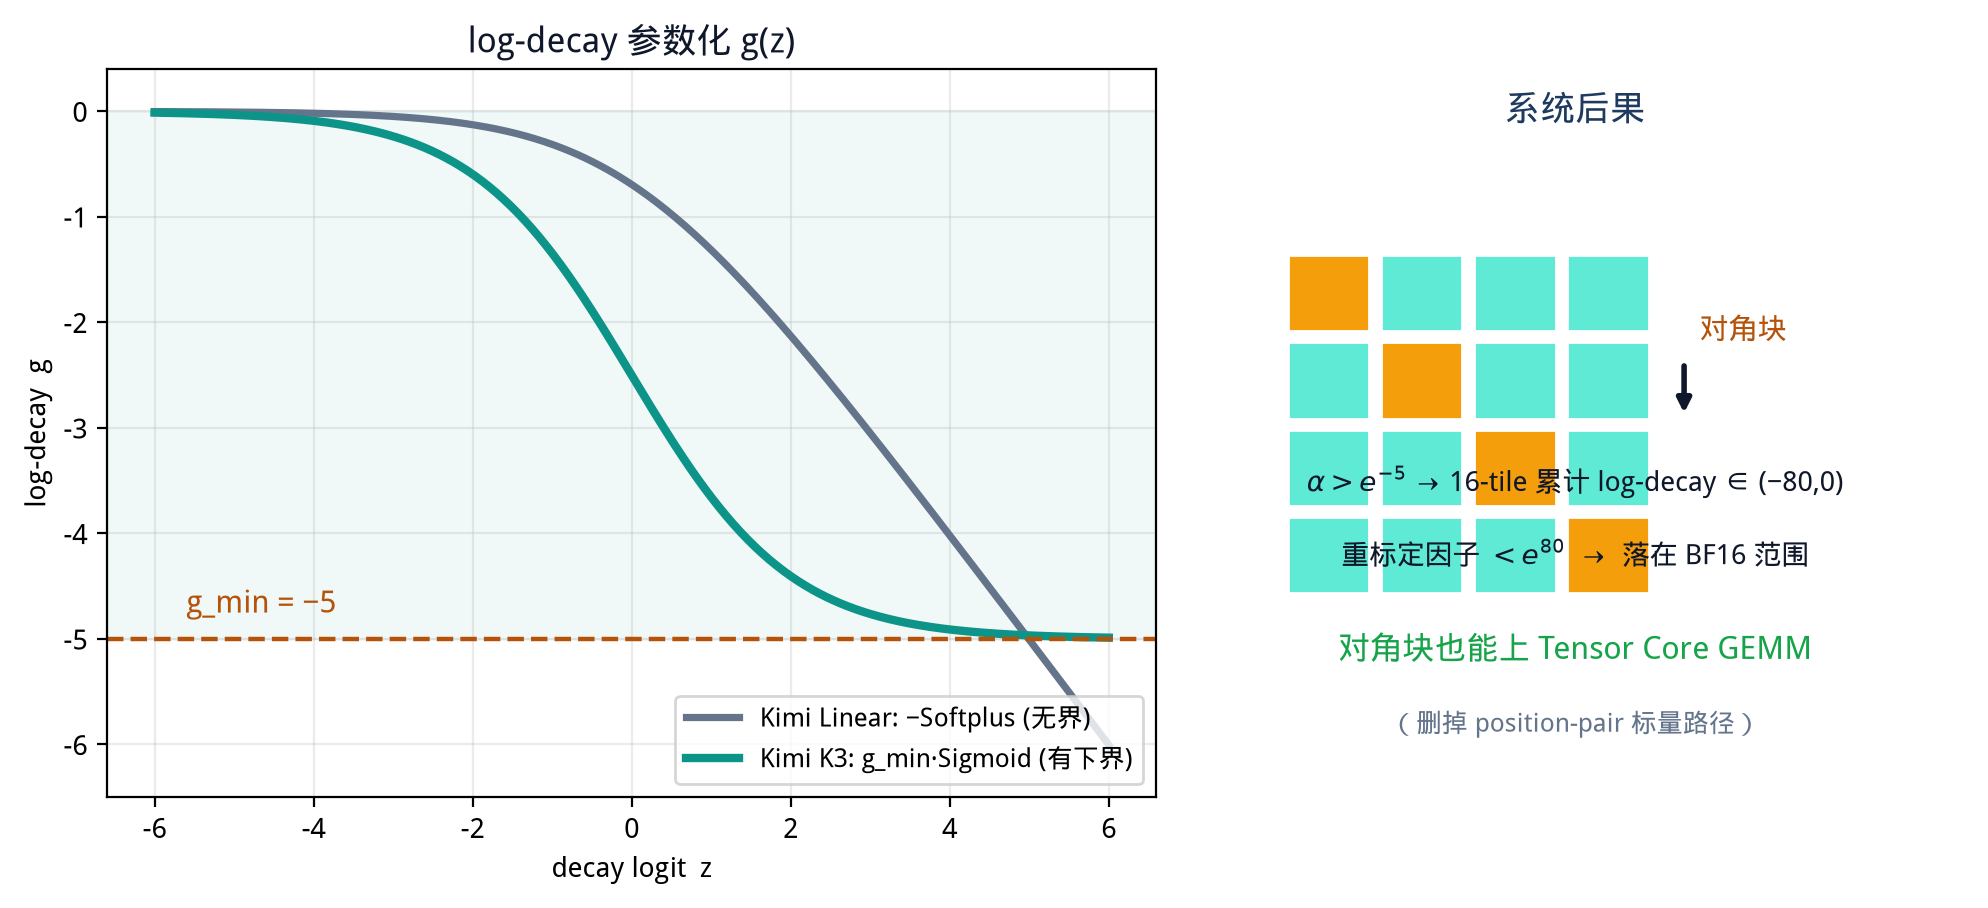 log-decay 参数化 g(z)
0
-1
-2
-3
-4
-5
-6
log-decay g
g_min = −5
Kimi Linear: −Softplus (无界)
Kimi K3: g_min·Sigmoid (有下界)
-6 -4 -2 0 2 4 6
decay logit z
系统后果
对角块
α > e⁻⁵ → 16-tile 累计 log-decay ∈ (−80,0)
重标定因子 < e⁸⁰ → 落在 BF16 范围
对角块也能上 Tensor Core GEMM
（删掉 position-pair 标量路径）